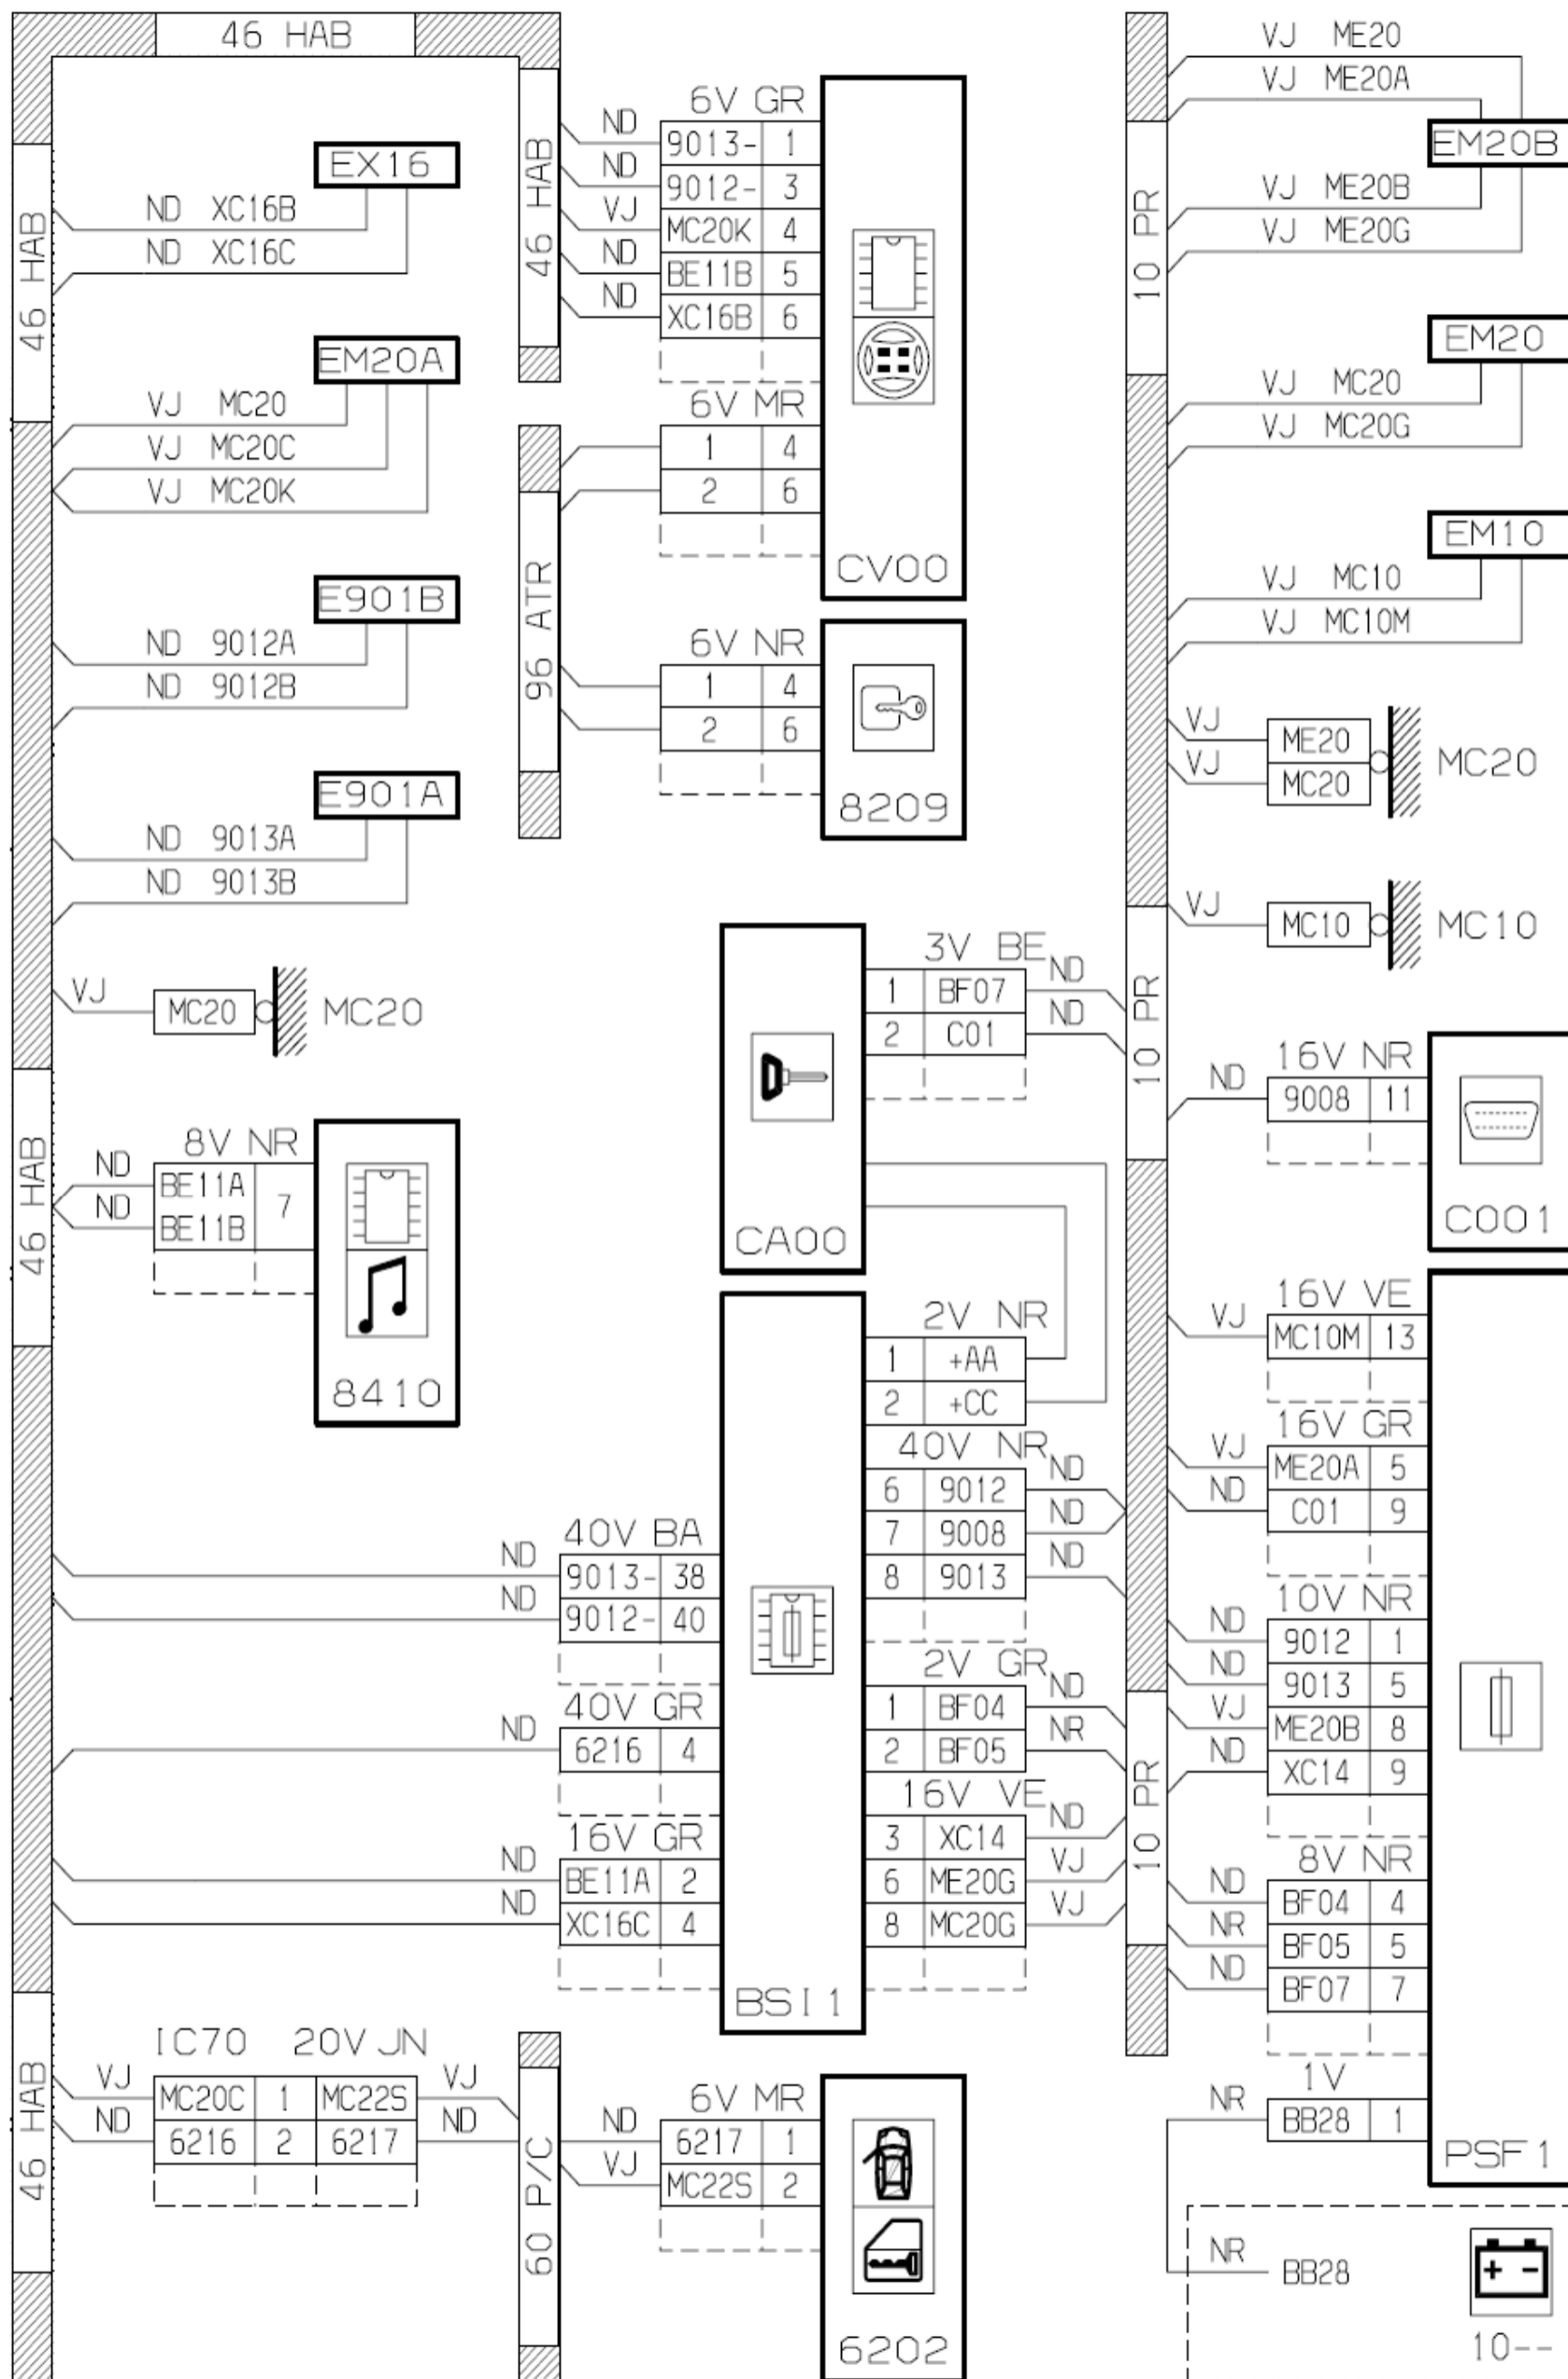 46 HAB
46 HAB
EX16
ND XC16B
ND XC16C
EM20A
VJ MC20
VJ MC20C
VJ MC20K
E901B
ND 9012A
ND 9012B
E901A
ND 9013A
ND 9013B
VJ
MC20
MC20
46 HAB
8V NR
ND BE11A
7
ND BE11B
8410
46 HAB
IC70 20V JN
VJ MC20C 1 MC22S VJ
ND 6216 2 6217 ND
46 HAB
6V GR
ND 9013- 1
ND 9012- 3
VJ MC20K 4
ND BE11B 5
ND XC16B 6
6V MR
1 4
2 6
CV00
96 ATR
6V NR
1 4
2 6
8209
3V BE
1 BF07 ND
2 C01 ND
CA00
2V NR
1 +AA
2 +CC
40V NR
6 9012 ND
7 9008 ND
8 9013 ND
40V BA
ND 9013- 38
ND 9012- 40
2V GR
1 BF04 ND
2 BF05 NR
40V GR
ND 6216 4
16V VE
3 XC14 ND
6 ME20G VJ
8 MC20G VJ
16V GR
ND BE11A 2
ND XC16C 4
BSI1
60 P/C
6V MR
ND 6217 1
VJ MC22S 2
6202
VJ ME20
VJ ME20A
EM20B
10 PR
VJ ME20B
VJ ME20G
EM20
VJ MC20
VJ MC20G
EM10
VJ MC10
VJ MC10M
VJ ME20
VJ MC20
MC20
VJ MC10
MC10
10 PR
16V NR
ND 9008 11
C001
16V VE
VJ MC10M 13
16V GR
VJ ME20A 5
ND C01 9
10V NR
ND 9012 1
ND 9013 5
VJ ME20B 8
ND XC14 9
10 PR
8V NR
ND BF04 4
NR BF05 5
ND BF07 7
1V
NR BB28 1
PSF1
NR BB28
+ -
10--